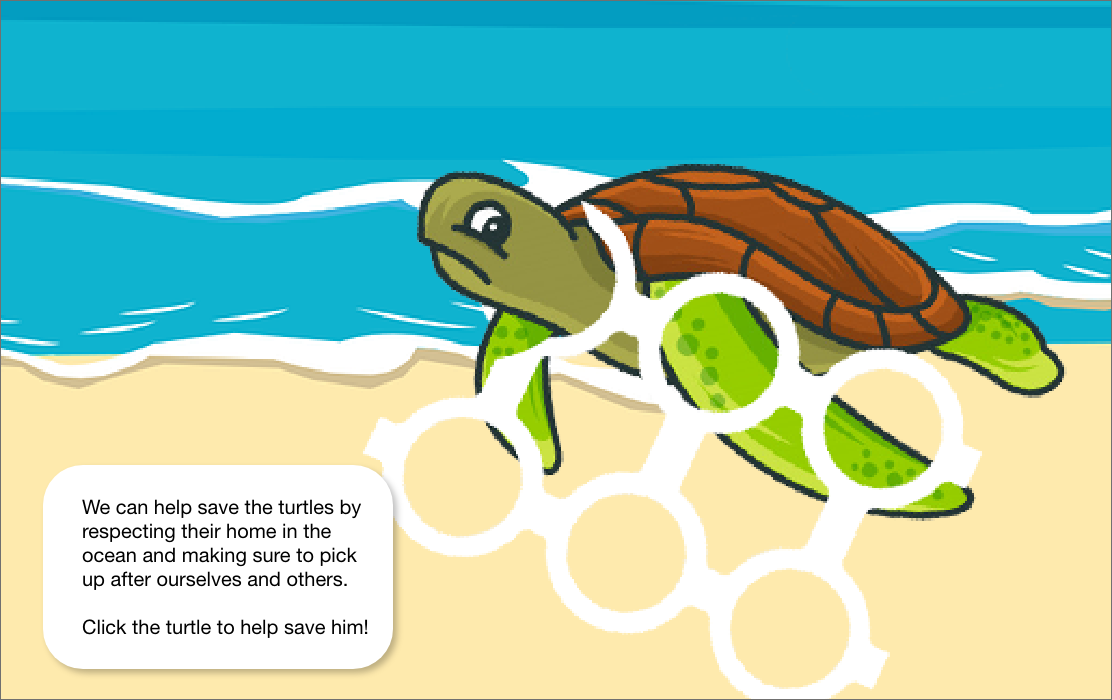 We can help save the turtles by
respecting their home in the
ocean and making sure to pick
up after ourselves and others.
Click the turtle to help save him!